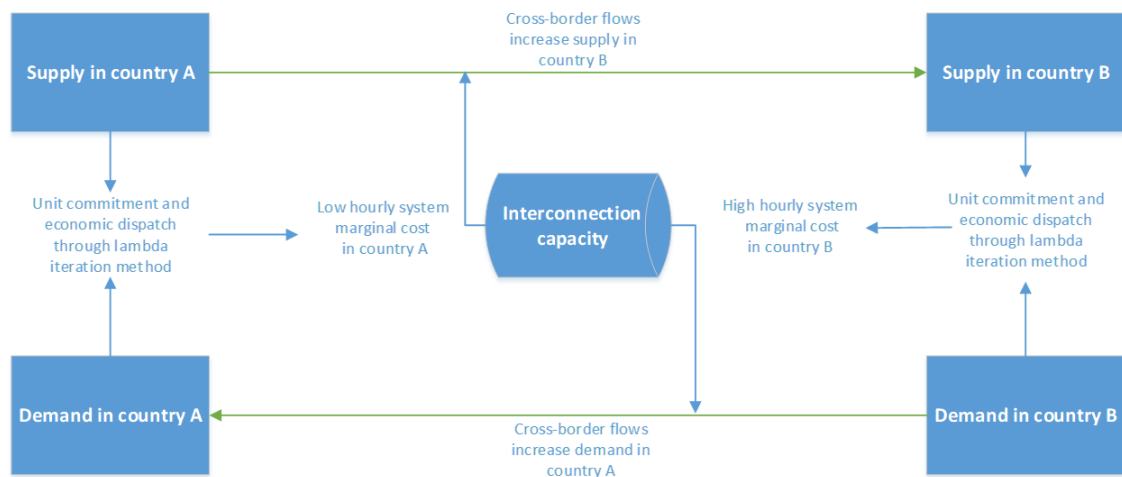 Cross-border flows
increase supply in
country B
Supply in country A
Supply in country B
Unit commitment and
economic dispatch
through lambda
iteration method
Low hourly system
marginal cost
in country A
Interconnection
capacity
High hourly system
marginal cost
in country B
Unit commitment and
economic dispatch
through lambda
iteration method
Demand in country A
Demand in country B
Cross-border flows
increase demand in
country A